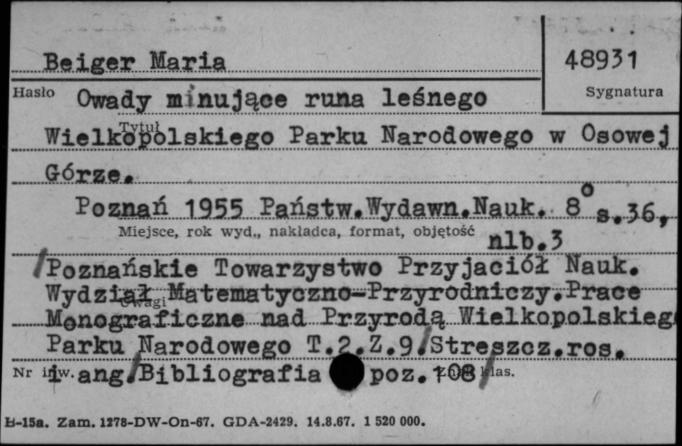 Beiger Maria
48931
Hasło
Sygnatura
Owady minujące runa leśnego
Tytuł
Wielkopolskiego Parku Narodowego w Osowej
Górze.
Poznań 1955 Państw.Wydawn.Nauk. 8° s.36,
Miejsce, rok wyd., nakładca, format, objętość
nlb.3
/Poznańskie Towarzystwo Przyjaciół Nauk.
Wydział Matematyczno-Przyrodniczy.Prace
Uwagi
Monograficzne nad Przyrodą Wielkopolskieg
Parku Narodowego T.2.Z.9/Streszcz.ros.
Nr inw.
i ang./Bibliografia poz.108/
Znak klas.
B-15a. Zam. 1278-DW-On-67. GDA-2429. 14.8.67. 1 520 000.